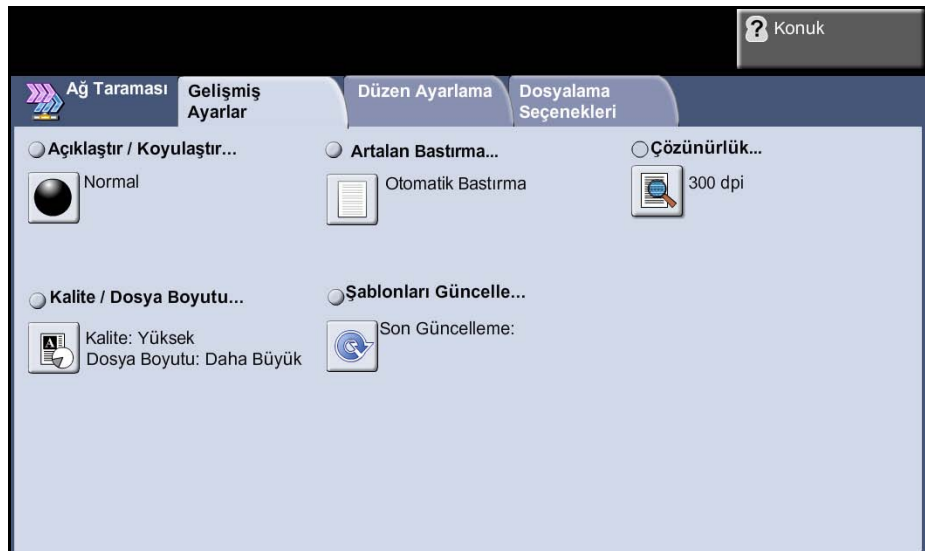 Konuk
Ağ Taraması
Gelişmiş
Ayarlar
Düzen Ayarlama
Dosyalama
Seçenekleri
Açıklaştır / Koyulaştır...
Normal
Artalan Bastırma...
Otomatik Bastırma
Çözünürlük...
300 dpi
Kalite / Dosya Boyutu...
Kalite: Yüksek
Dosya Boyutu: Daha Büyük
Şablonları Güncelle...
Son Güncelleme: